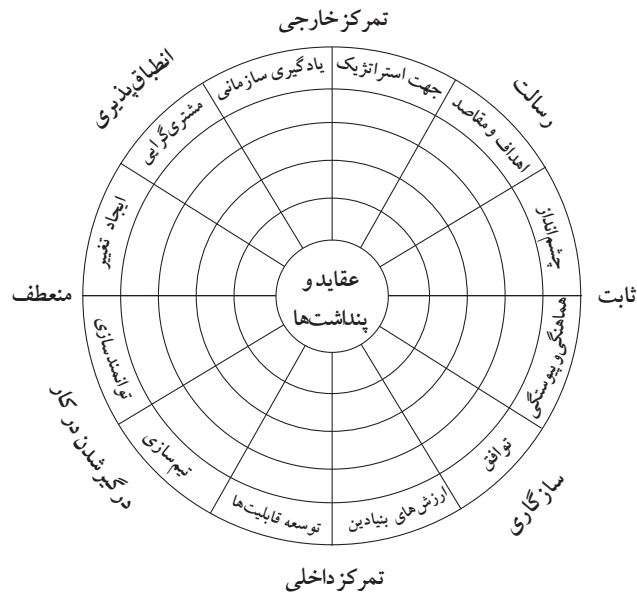 تمرکز خارجی
انطباق‌پذیری
رسالت
یادگیری سازمانی
جهت استراتژیک
مشتری‌گرایی
اهداف و مقاصد
ایجاد تغییر
چشم‌انداز
منعطف
عقاید و
پنداشت‌ها
ثابت
توانمندسازی
هماهنگی و پیوستگی
تیم‌سازی
توافق
توسعه قابلیت‌ها
ارزش‌های بنیادین
درگیر شدن در کار
سازگاری
تمرکز داخلی